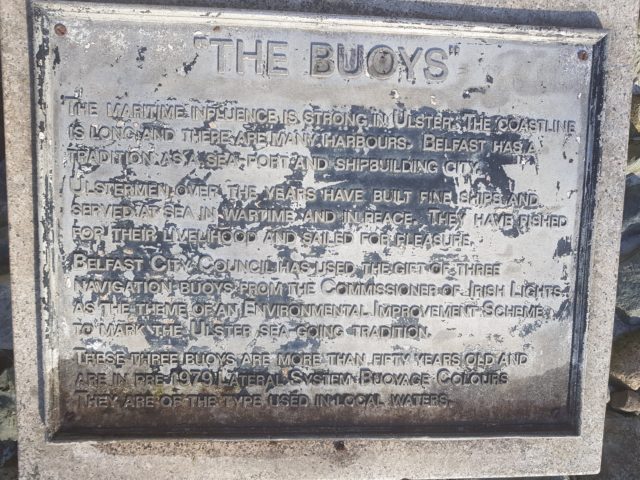 "THE BUOYS"
THE MARITIME INFLUENCE IS STRONG IN ULSTER. THE COASTLINE
IS LONG AND THERE ARE MANY HARBOURS. BELFAST HAS A
TRADITION AS A SEA-PORT AND SHIPBUILDING CITY.
ULSTERMEN OVER THE YEARS HAVE BUILT FINE SHIPS AND
SERVED AT SEA IN WARTIME AND IN PEACE. THEY HAVE FISHED
FOR THEIR LIVELIHOOD AND SAILED FOR PLEASURE.
BELFAST CITY COUNCIL HAS USED THE GIFT OF THREE
NAVIGATION BUOYS FROM THE COMMISSIONER OF IRISH LIGHTS
AS THE THEME OF AN ENVIRONMENTAL IMPROVEMENT SCHEME
TO MARK THE ULSTER SEA-GOING TRADITION.
THESE THREE BUOYS ARE MORE THAN FIFTY YEARS OLD AND
ARE IN PRE 1979 LATERAL SYSTEM BUOYAGE COLOURS
THEY ARE OF THE TYPE USED IN LOCAL WATERS.